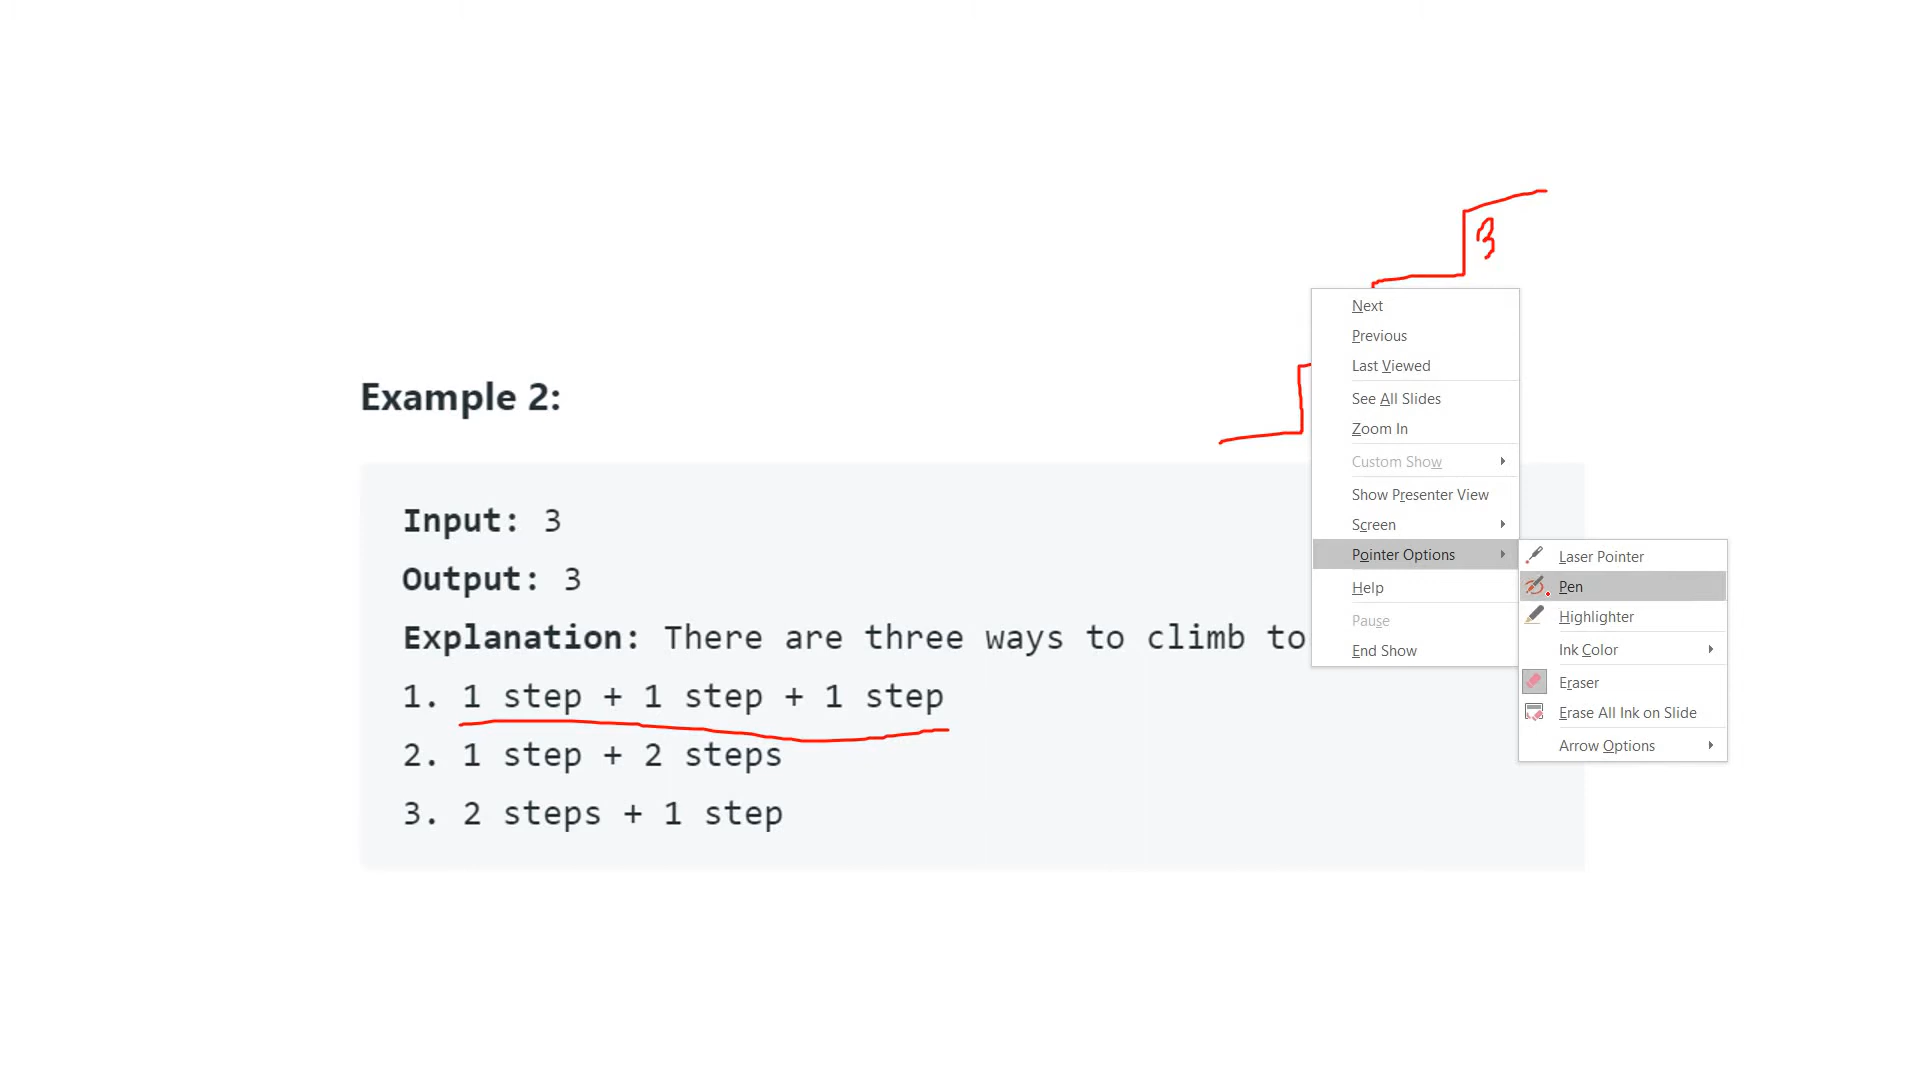 3
Next
Previous
Last Viewed
See All Slides
Zoom In
Custom Show
Show Presenter View
Screen
Pointer Options
Help
Pause
End Show
Laser Pointer
Pen
Highlighter
Ink Color
Eraser
Erase All Ink on Slide
Arrow Options
Example 2:
Input: 3
Output: 3
Explanation: There are three ways to climb to
1. 1 step + 1 step + 1 step
2. 1 step + 2 steps
3. 2 steps + 1 step